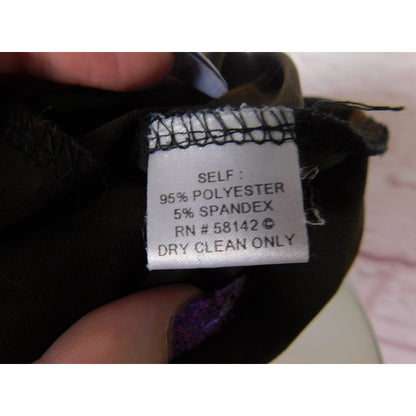 SELF :
95% POLYESTER
5% SPANDEX
RN # 58142 ©
DRY CLEAN ONLY